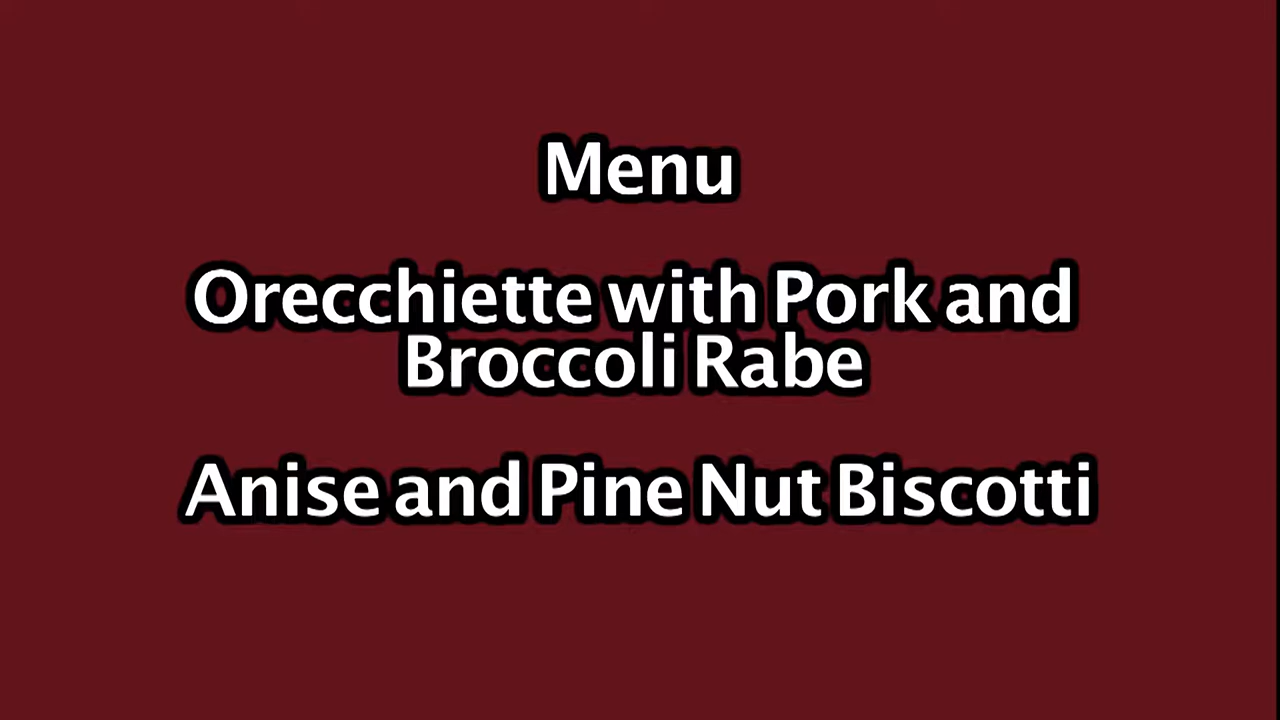 Menu
Orecchiette with Pork and
Broccoli Rabe
Anise and Pine Nut Biscotti